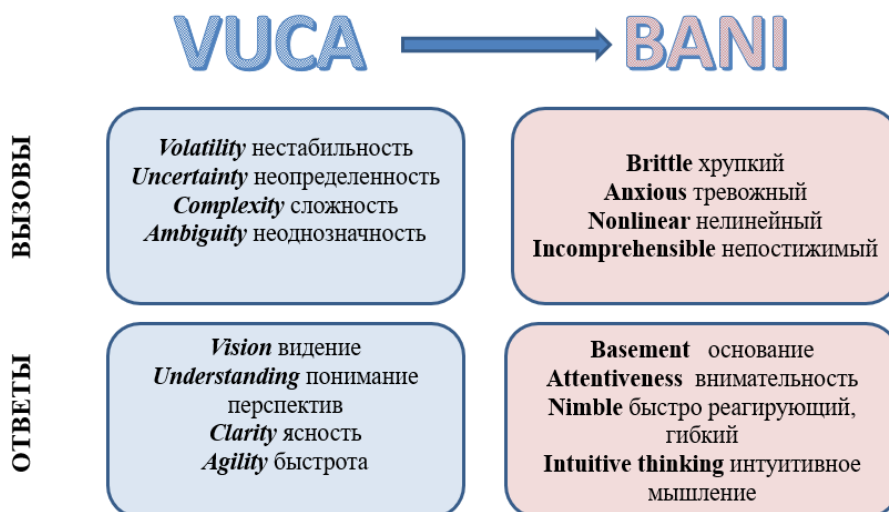 VUCA
BANI
ВЫЗОВЫ
Volatility нестабильность
Uncertainty неопределенность
Complexity сложность
Ambiguity неоднозначность
Brittle хрупкий
Anxious тревожный
Nonlinear нелинейный
Incomprehensible непостижимый
ОТВЕТЫ
Vision видение
Understanding понимание
перспектив
Clarity ясность
Agility быстрота
Basement основание
Attentiveness внимательность
Nimble быстро реагирующий,
гибкий
Intuitive thinking интуитивное
мышление